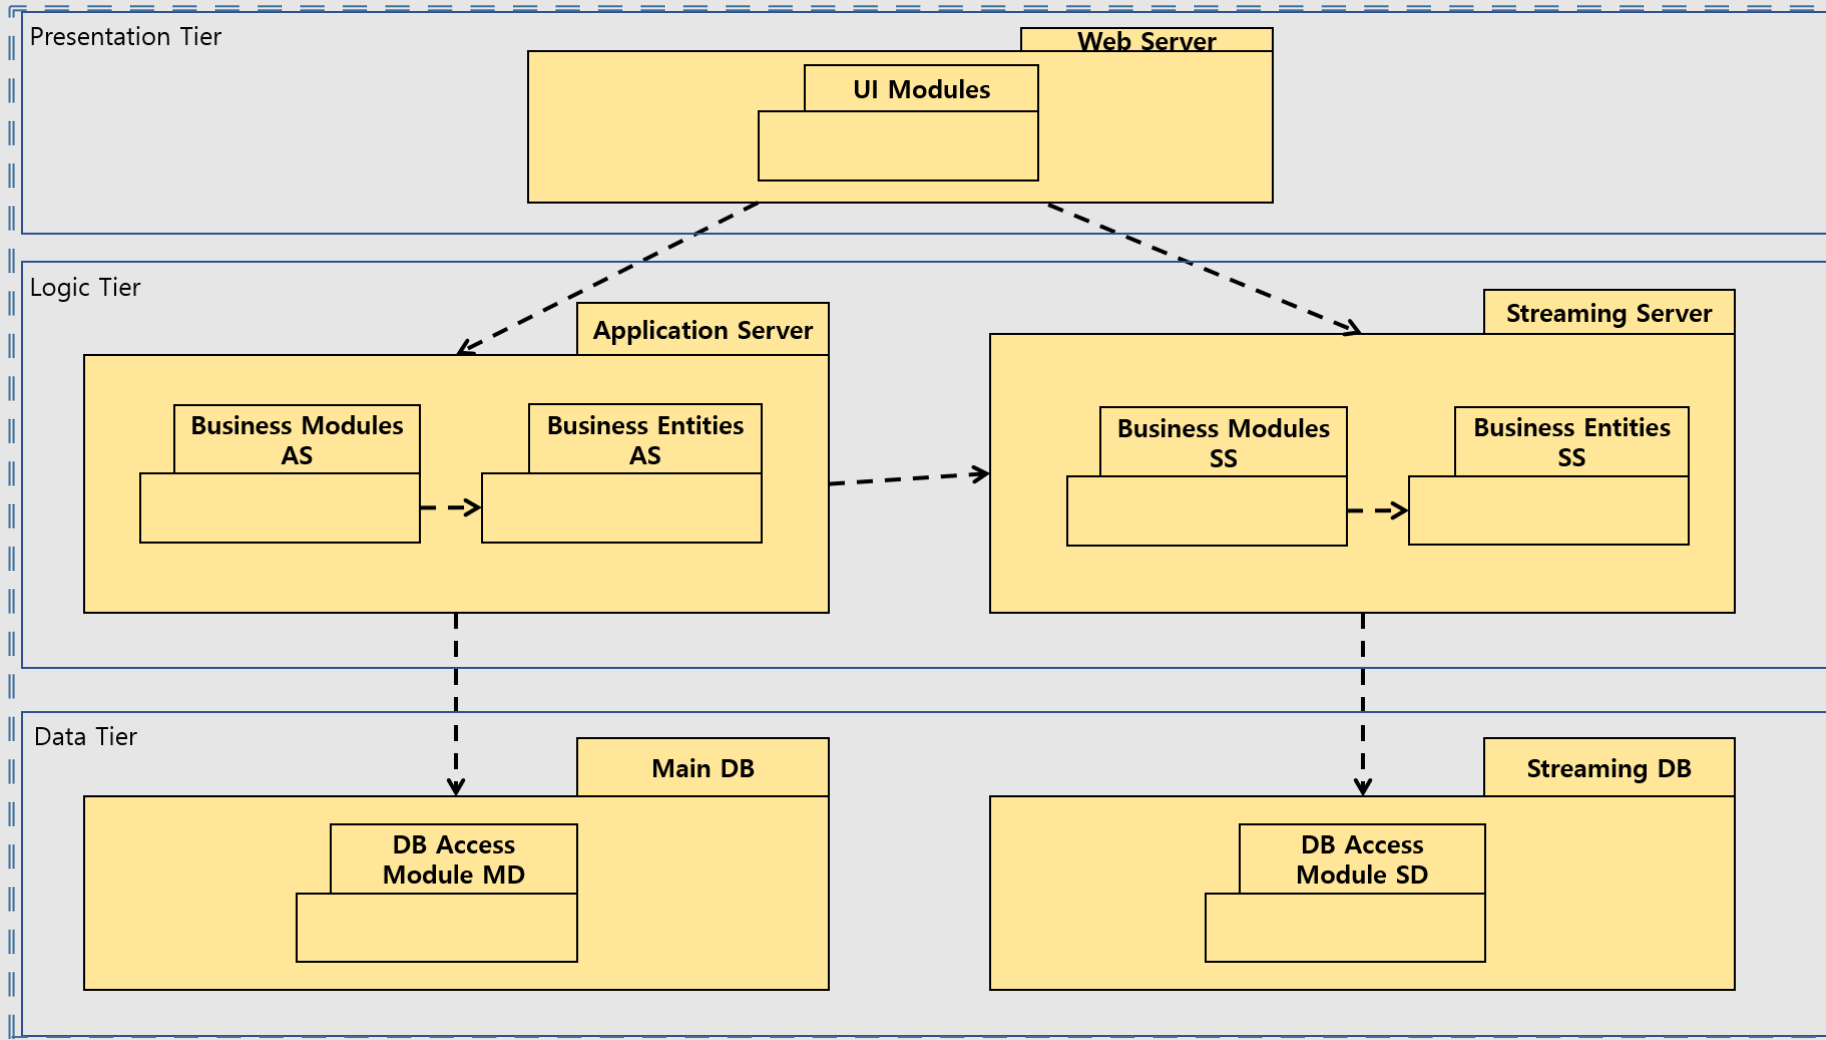 Presentation Tier
Web Server
UI Modules
Logic Tier
Application Server
Streaming Server
Business Modules
AS
Business Entities
AS
Business Modules
SS
Business Entities
SS
Data Tier
Main DB
Streaming DB
DB Access
Module MD
DB Access
Module SD